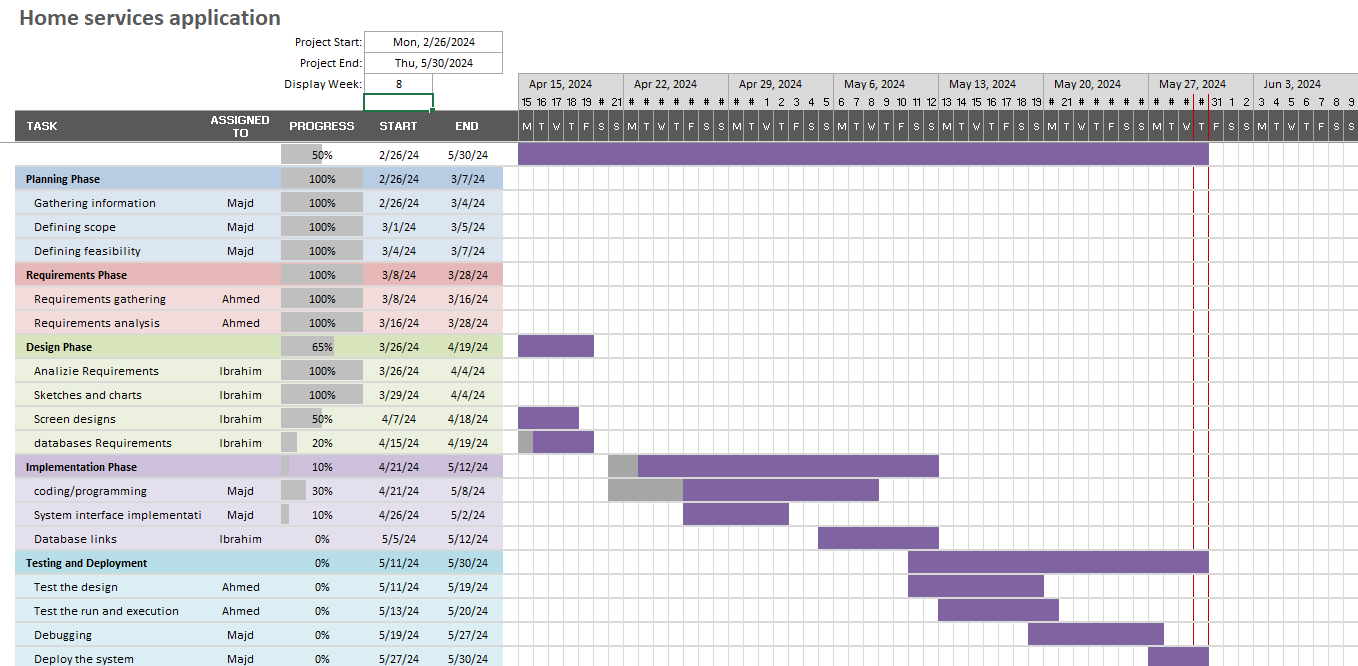 Home services application
Project Start: Mon, 2/26/2024
Project End: Thu, 5/30/2024
Display Week: 8
Apr 15, 2024 Apr 22, 2024 Apr 29, 2024 May 6, 2024 May 13, 2024 May 20, 2024 May 27, 2024 Jun 3, 2024
15 16 17 18 19 # 21 # # # # # # # # # 1 2 3 4 5 6 7 8 9 10 11 12 13 14 15 16 17 18 19 # 21 # # # # # # # # # 31 1 2 3 4 5 6 7 8 9
TASK ASSIGNED TO PROGRESS START END M T W T F S S M T W T F S S M T W T F S S M T W T F S S M T W T F S S M T W T F S S M T W T F S S M T W T F S S
50% 2/26/24 5/30/24
Planning Phase 100% 2/26/24 3/7/24
Gathering information Majd 100% 2/26/24 3/4/24
Defining scope Majd 100% 3/1/24 3/5/24
Defining feasibility Majd 100% 3/4/24 3/7/24
Requirements Phase 100% 3/8/24 3/28/24
Requirements gathering Ahmed 100% 3/8/24 3/16/24
Requirements analysis Ahmed 100% 3/16/24 3/28/24
Design Phase 65% 3/26/24 4/19/24
Analizie Requirements Ibrahim 100% 3/26/24 4/4/24
Sketches and charts Ibrahim 100% 3/29/24 4/4/24
Screen designs Ibrahim 50% 4/7/24 4/18/24
databases Requirements Ibrahim 20% 4/15/24 4/19/24
Implementation Phase 10% 4/21/24 5/12/24
coding/programming Majd 30% 4/21/24 5/8/24
System interface implementati Majd 10% 4/26/24 5/2/24
Database links Ibrahim 0% 5/5/24 5/12/24
Testing and Deployment 0% 5/11/24 5/30/24
Test the design Ahmed 0% 5/11/24 5/19/24
Test the run and execution Ahmed 0% 5/13/24 5/20/24
Debugging Majd 0% 5/19/24 5/27/24
Deploy the system Majd 0% 5/27/24 5/30/24